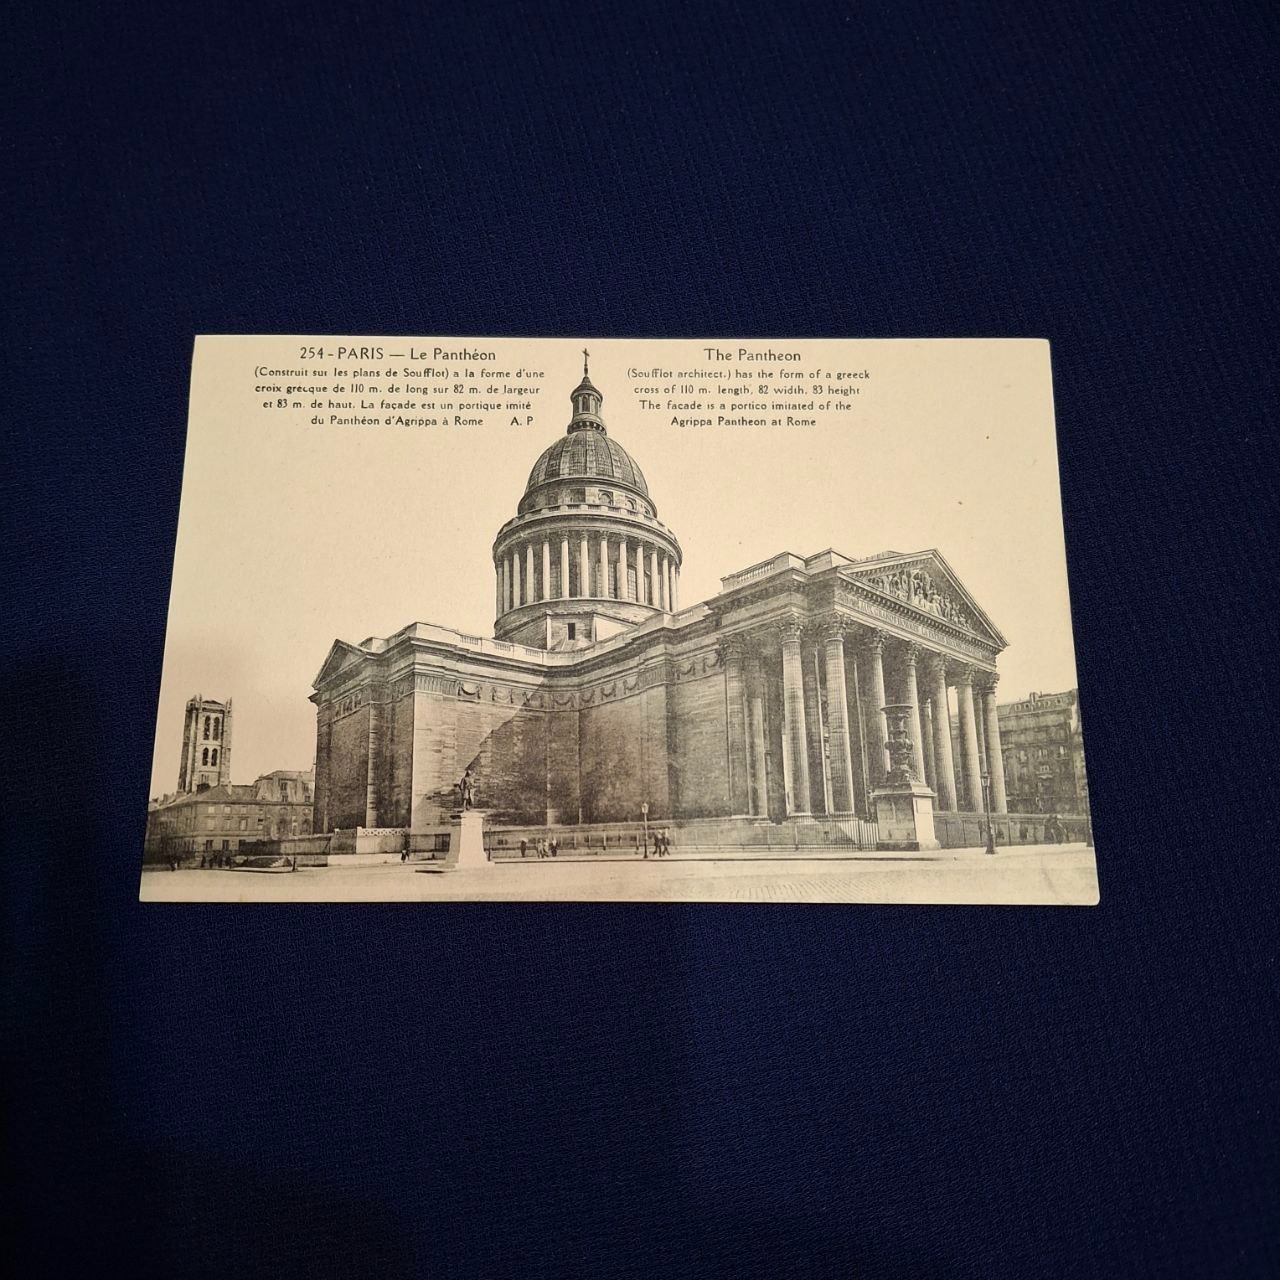 254 - PARIS — Le Panthéon
(Construit sur les plans de Soufflot) a la forme d'une
croix grecque de 110 m. de long sur 82 m. de largeur
et 83 m. de haut. La façade est un portique imité
du Panthéon d'Agrippa à Rome A. P
The Pantheon
(Soufflot architect.) has the form of a greeck
cross of 110 m. length, 82 width, 83 height
The facade is a portico imitated of the
Agrippa Pantheon at Rome